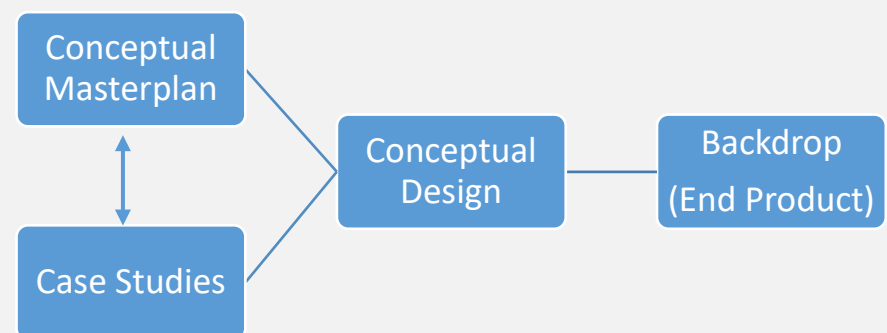 Conceptual
Masterplan
Case Studies
Conceptual
Design
Backdrop
(End Product)